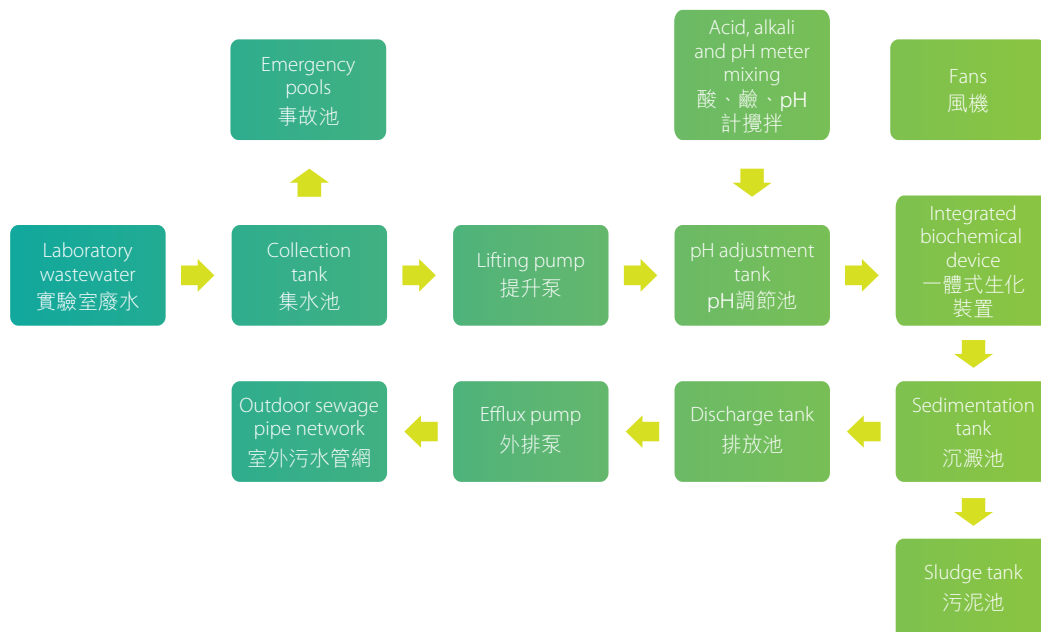 Emergency
pools
事故池
Acid, alkali
and pH meter
mixing
酸、鹼、pH
計攪拌
Fans
風機
Laboratory
wastewater
實驗室廢水
Collection
tank
集水池
Lifting pump
提升泵
pH adjustment
tank
pH調節池
Integrated
biochemical
device
一體式生化
裝置
Outdoor sewage
pipe network
室外污水管網
Efflux pump
外排泵
Discharge tank
排放池
Sedimentation
tank
沉澱池
Sludge tank
污泥池